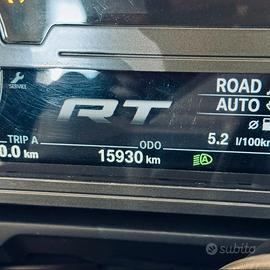 ROAD
SERVICE
RT
AUTO
Ø
5.2 l/100km
TRIP A
ODO
0.0 km
15930 km
A
subito